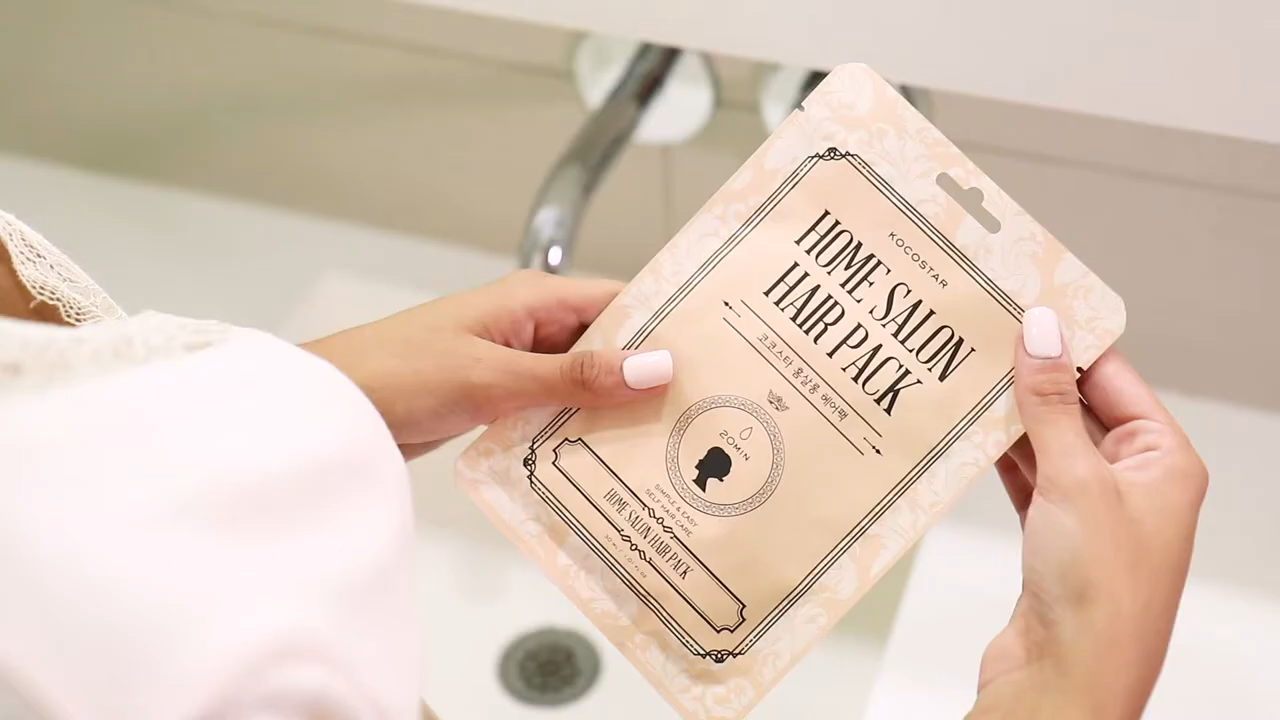 KOCOSTAR
HOME SALON
HAIR PACK
코코스타 홈살롱 헤어팩
20MIN
SIMPLE & EASY
SELF HAIR CARE
HOME SALON HAIR PACK